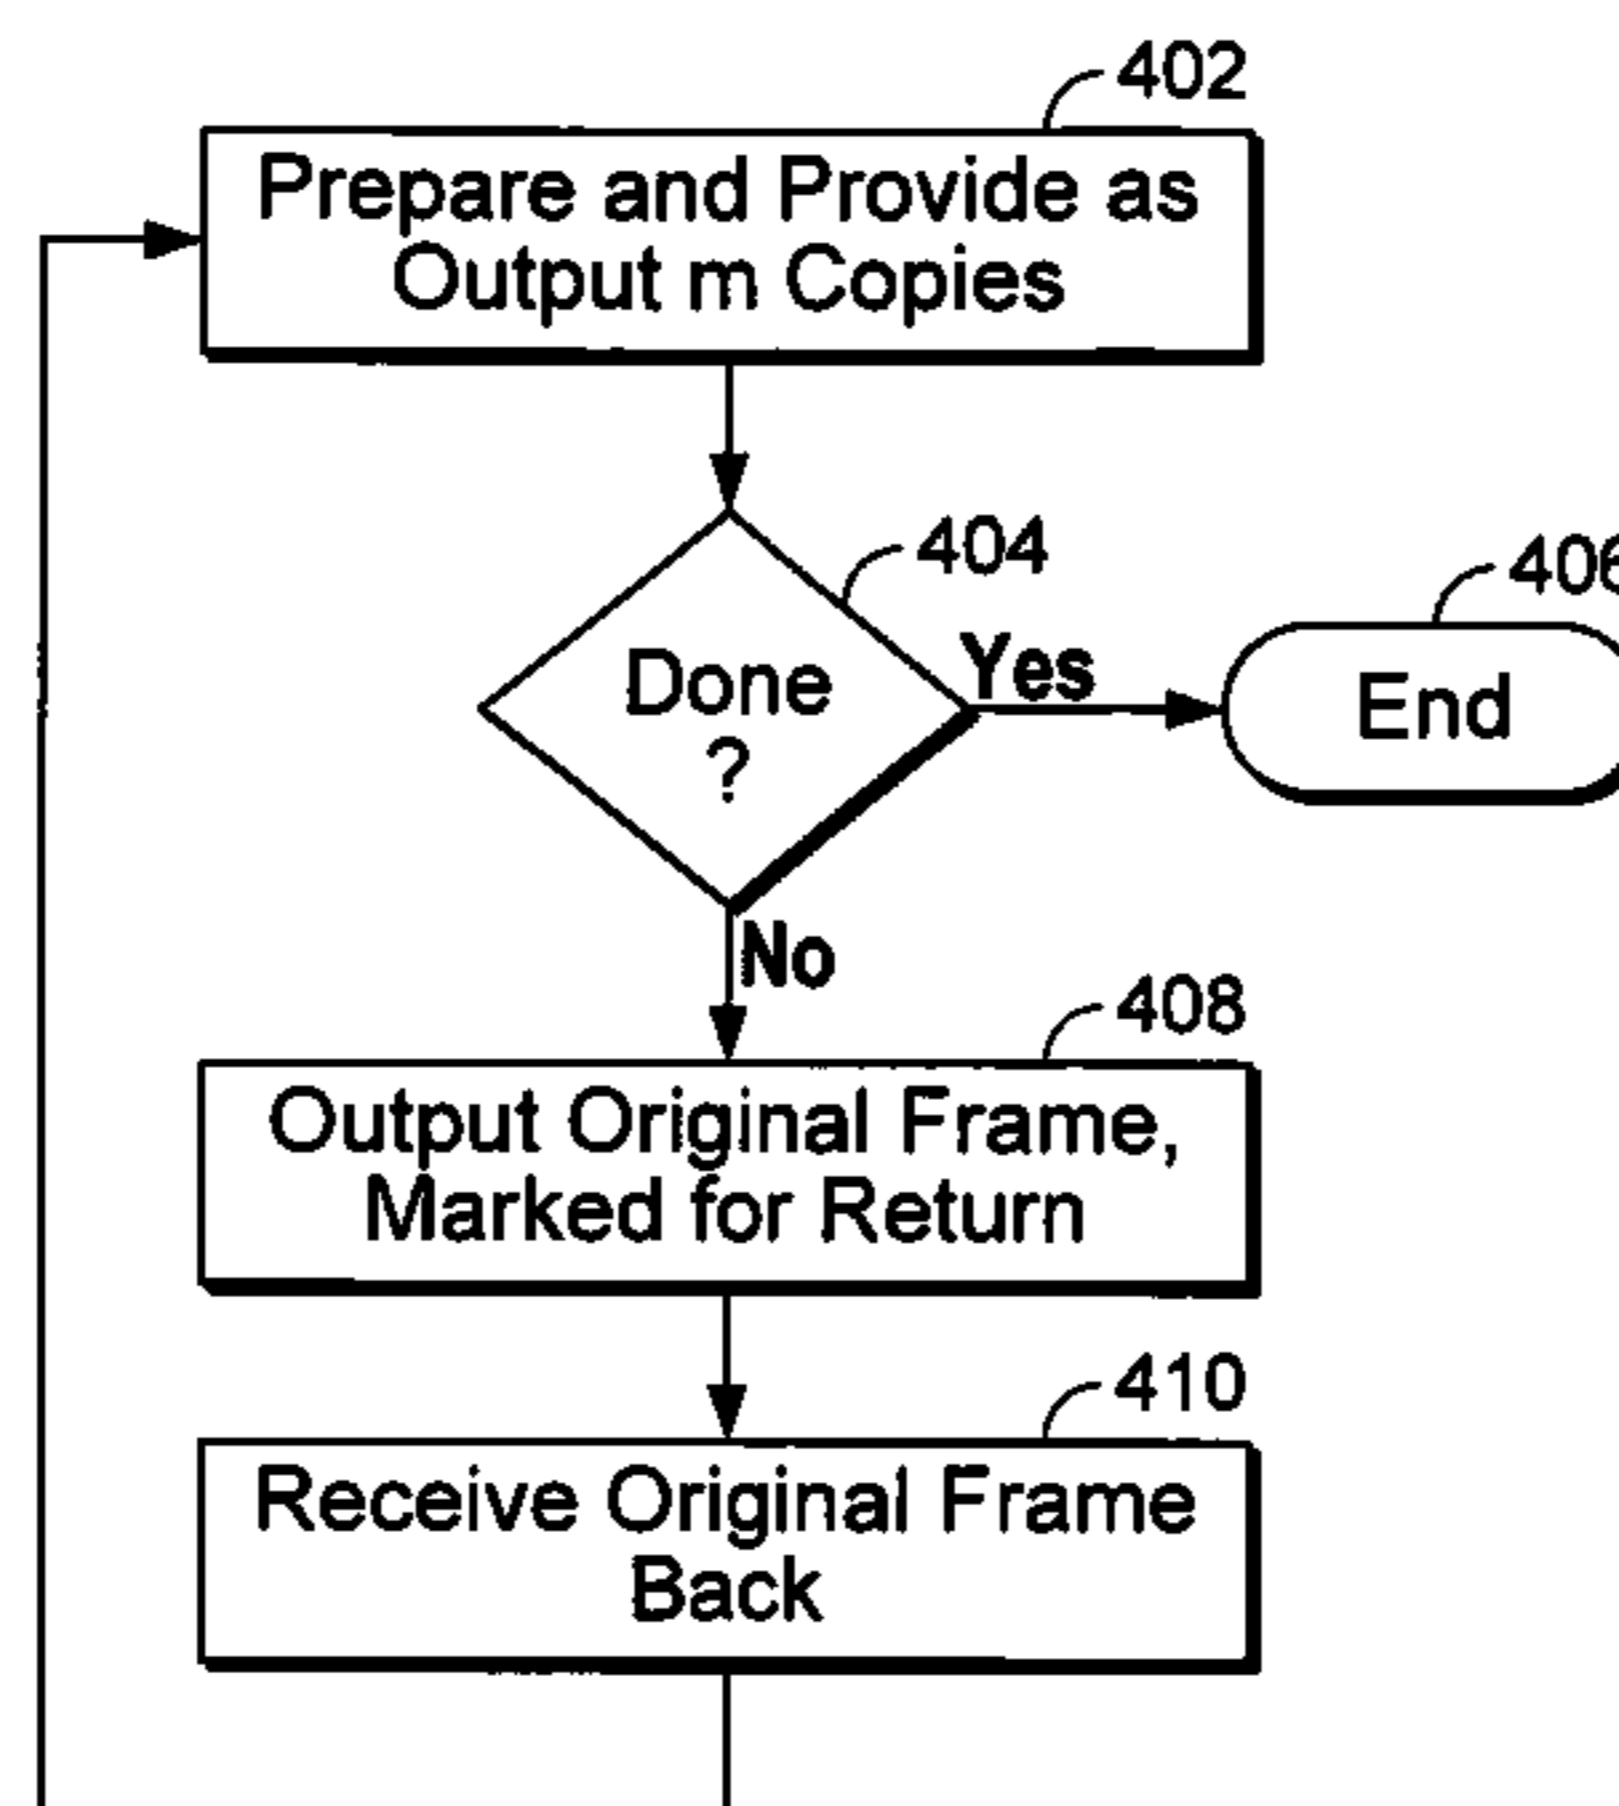 402
Prepare and Provide as
Output m Copies
404
Done
?
Yes
406
End
No
408
Output Original Frame,
Marked for Return
410
Receive Original Frame
Back